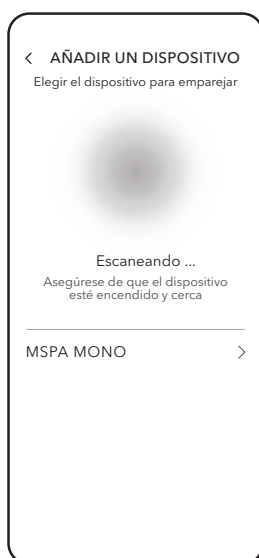 AÑADIR UN DISPOSITIVO
Elegir el dispositivo para emparejar
Escaneando ...
Asegúrese de que el dispositivo
esté encendido y cerca
MSPA MONO